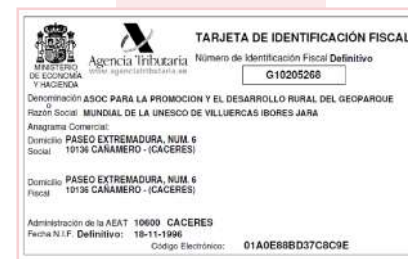 TARJETA DE IDENTIFICACIÓN FISCAL
Agencia Tributaria
www.agenciatributaria.es
Número de Identificación Fiscal Definitivo
MINISTERIO
DE ECONOMÍA
Y HACIENDA
G10205268
Denominación ASOC PARA LA PROMOCION Y EL DESARROLLO RURAL DEL GEOPARQUE
o
Razón Social MUNDIAL DE LA UNESCO DE VILLUERCAS IBORES JARA
Anagrama Comercial:
Domicilio PASEO EXTREMADURA, NUM. 6
Social 10136 CAÑAMERO - (CACERES)
Domicilio PASEO EXTREMADURA, NUM. 6
Fiscal 10136 CAÑAMERO - (CACERES)
Administración de la AEAT 10600 CACERES
Fecha N.I.F. Definitivo: 18-11-1996
Código Electrónico: 01A0E88BD37C8C9E